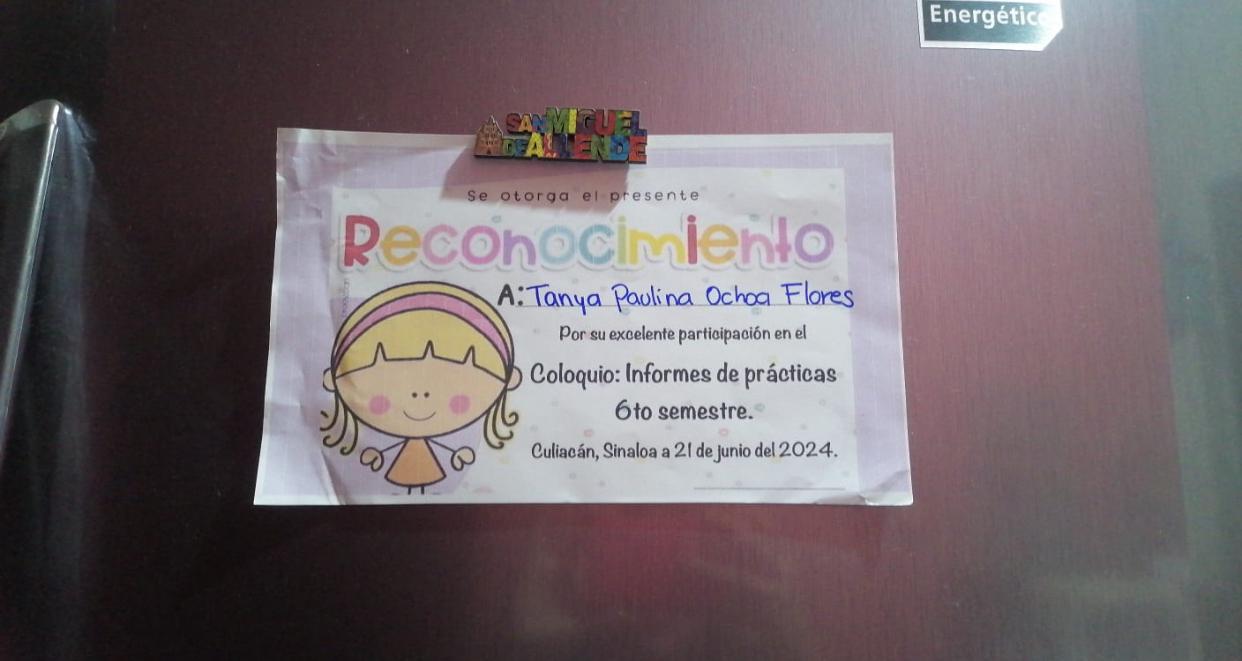 Energético
SAN MIGUEL
DE ALLENDE
Se otorga el presente
Reconocimiento
A: Tanya Paulina Ochoa Flores
Por su excelente participación en el
Coloquio: Informes de prácticas
6to semestre.
Culiacán, Sinaloa a 21 de junio del 2024.